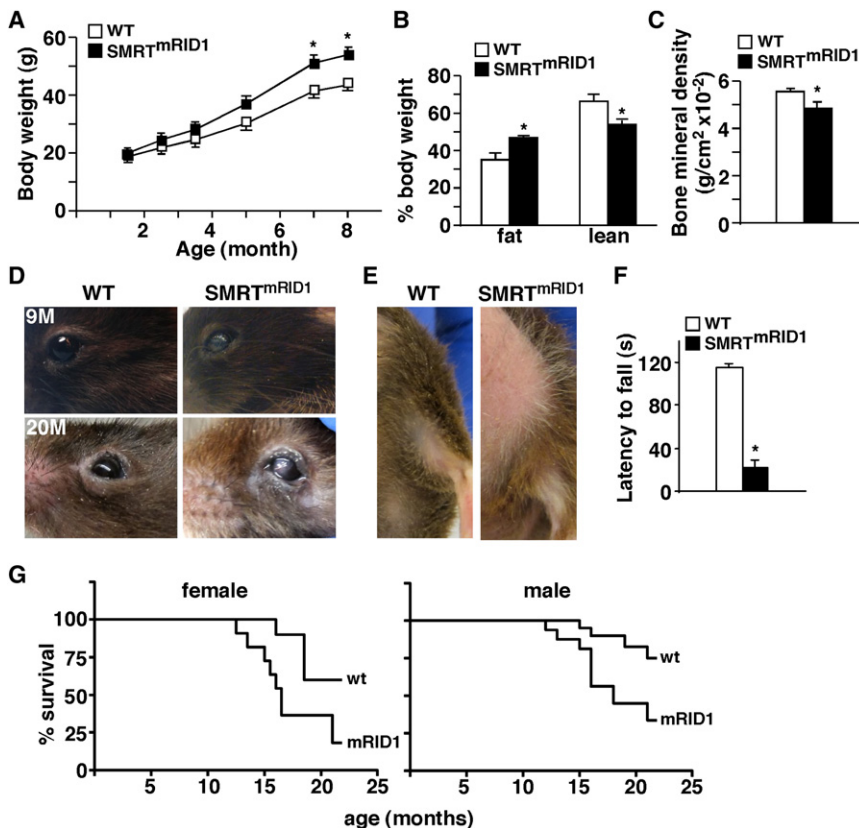 A
WT
SMRTmRID1
Body weight (g)
60
40
20
0
* *
2 4 6 8
Age (month)
B
WT
SMRTmRID1
% body weight
80
60
40
20
0
* *
fat lean
C
WT
SMRTmRID1
Bone mineral density
(g/cm2 x10-2)
6
4
2
0
*
D
WT SMRTmRID1
9M
20M
E
WT SMRTmRID1
F
WT
SMRTmRID1
Latency to fall (s)
120
80
40
0
*
G
female
% survival
100
75
50
25
wt
mRID1
5 10 15 20 25
male
wt
mRID1
5 10 15 20 25
age (months)